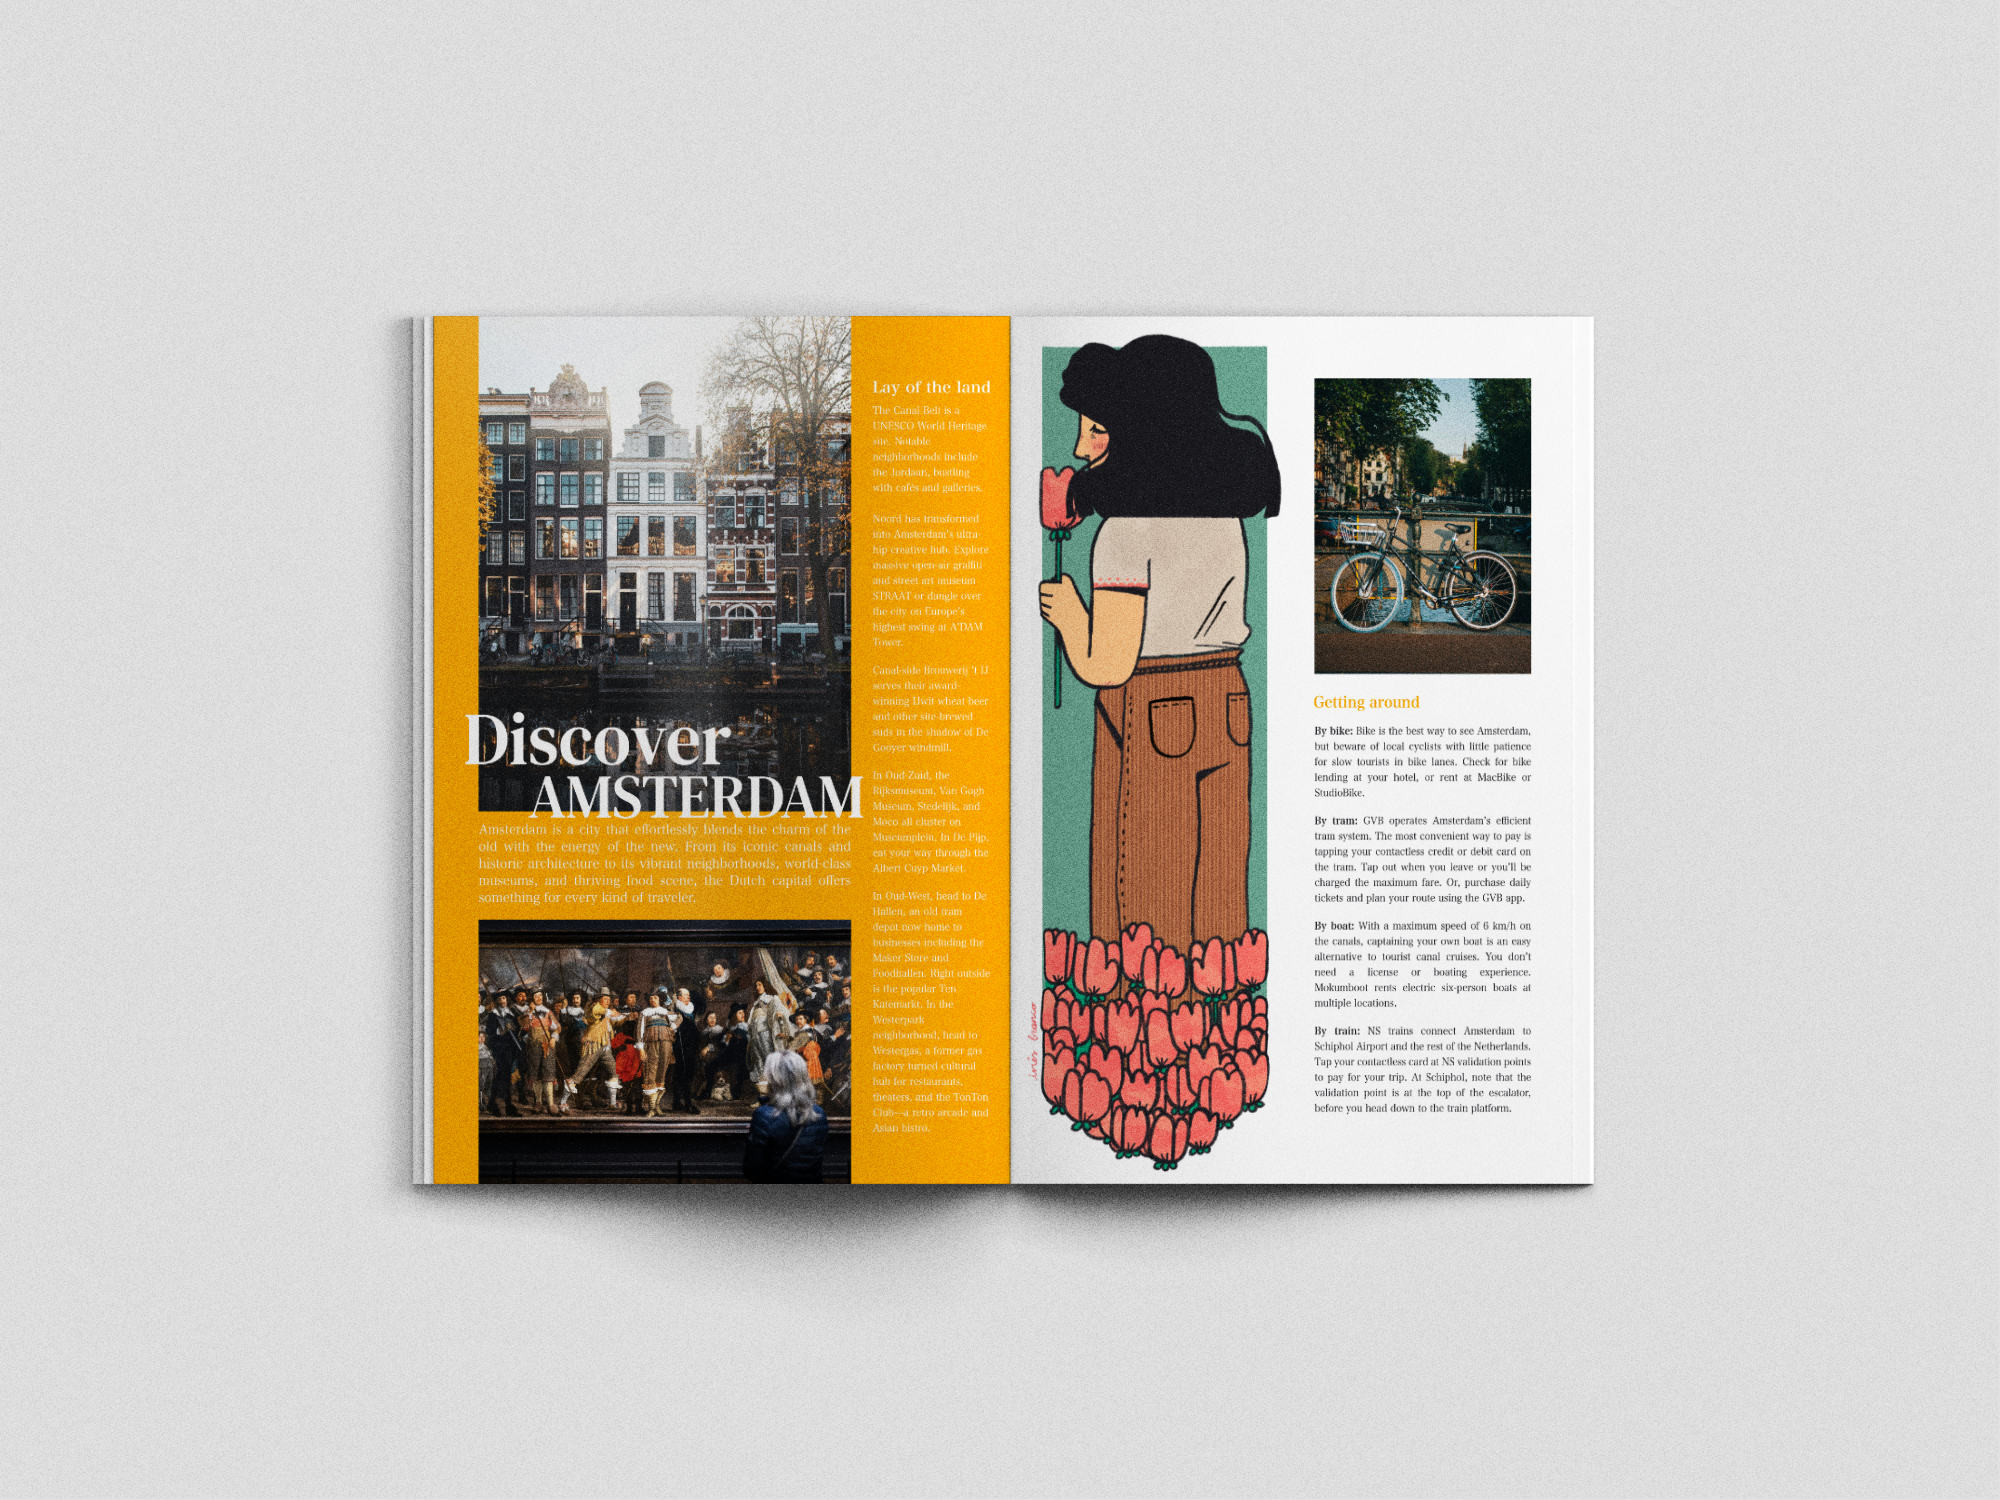 Discover
AMSTERDAM
Amsterdam is a city that effortlessly blends the charm of the
old with the energy of the new. From its iconic canals and
historic architecture to its vibrant neighborhoods, world-class
museums, and thriving food scene, the Dutch capital offers
something for every kind of traveler.
Lay of the land
The Canal Belt is a
UNESCO World Heritage
site. Notable
neighborhoods include
the Jordaan, bustling
with cafés and galleries.
Noord has transformed
into Amsterdam's ultra-
hip creative hub. Explore
massive open-air graffiti
and street art museum
STRAAT or dangle over
the city on Europe's
highest swing at A'DAM
Tower.
Canal-side Brouwerij 't IJ
serves their award-
winning IJwit wheat beer
and other site-brewed
suds in the shadow of De
Gooyer windmill.
In Oud-Zuid, the
Rijksmuseum, Van Gogh
Museum, Stedelijk, and
Moco all cluster on
Museumplein. In De Pijp,
eat your way through the
Albert Cuyp Market.
In Oud-West, head to De
Hallen, an old tram
depot now home to
businesses including the
Maker Store and
Foodhallen. Right outside
is the popular Ten
Katemarkt. In the
Westerpark
neighborhood, head to
Westergas, a former gas
factory turned cultural
hub for restaurants,
theaters, and the TonTon
Club—a retro arcade and
Asian bistro.
inês branco
Getting around
By bike: Bike is the best way to see Amsterdam,
but beware of local cyclists with little patience
for slow tourists in bike lanes. Check for bike
lending at your hotel, or rent at MacBike or
StudioBike.
By tram: GVB operates Amsterdam's efficient
tram system. The most convenient way to pay is
tapping your contactless credit or debit card on
the tram. Tap out when you leave or you'll be
charged the maximum fare. Or, purchase daily
tickets and plan your route using the GVB app.
By boat: With a maximum speed of 6 km/h on
the canals, captaining your own boat is an easy
alternative to tourist canal cruises. You don't
need a license or boating experience.
Mokumboot rents electric six-person boats at
multiple locations.
By train: NS trains connect Amsterdam to
Schiphol Airport and the rest of the Netherlands.
Tap your contactless card at NS validation points
to pay for your trip. At Schiphol, note that the
validation point is at the top of the escalator,
before you head down to the train platform.